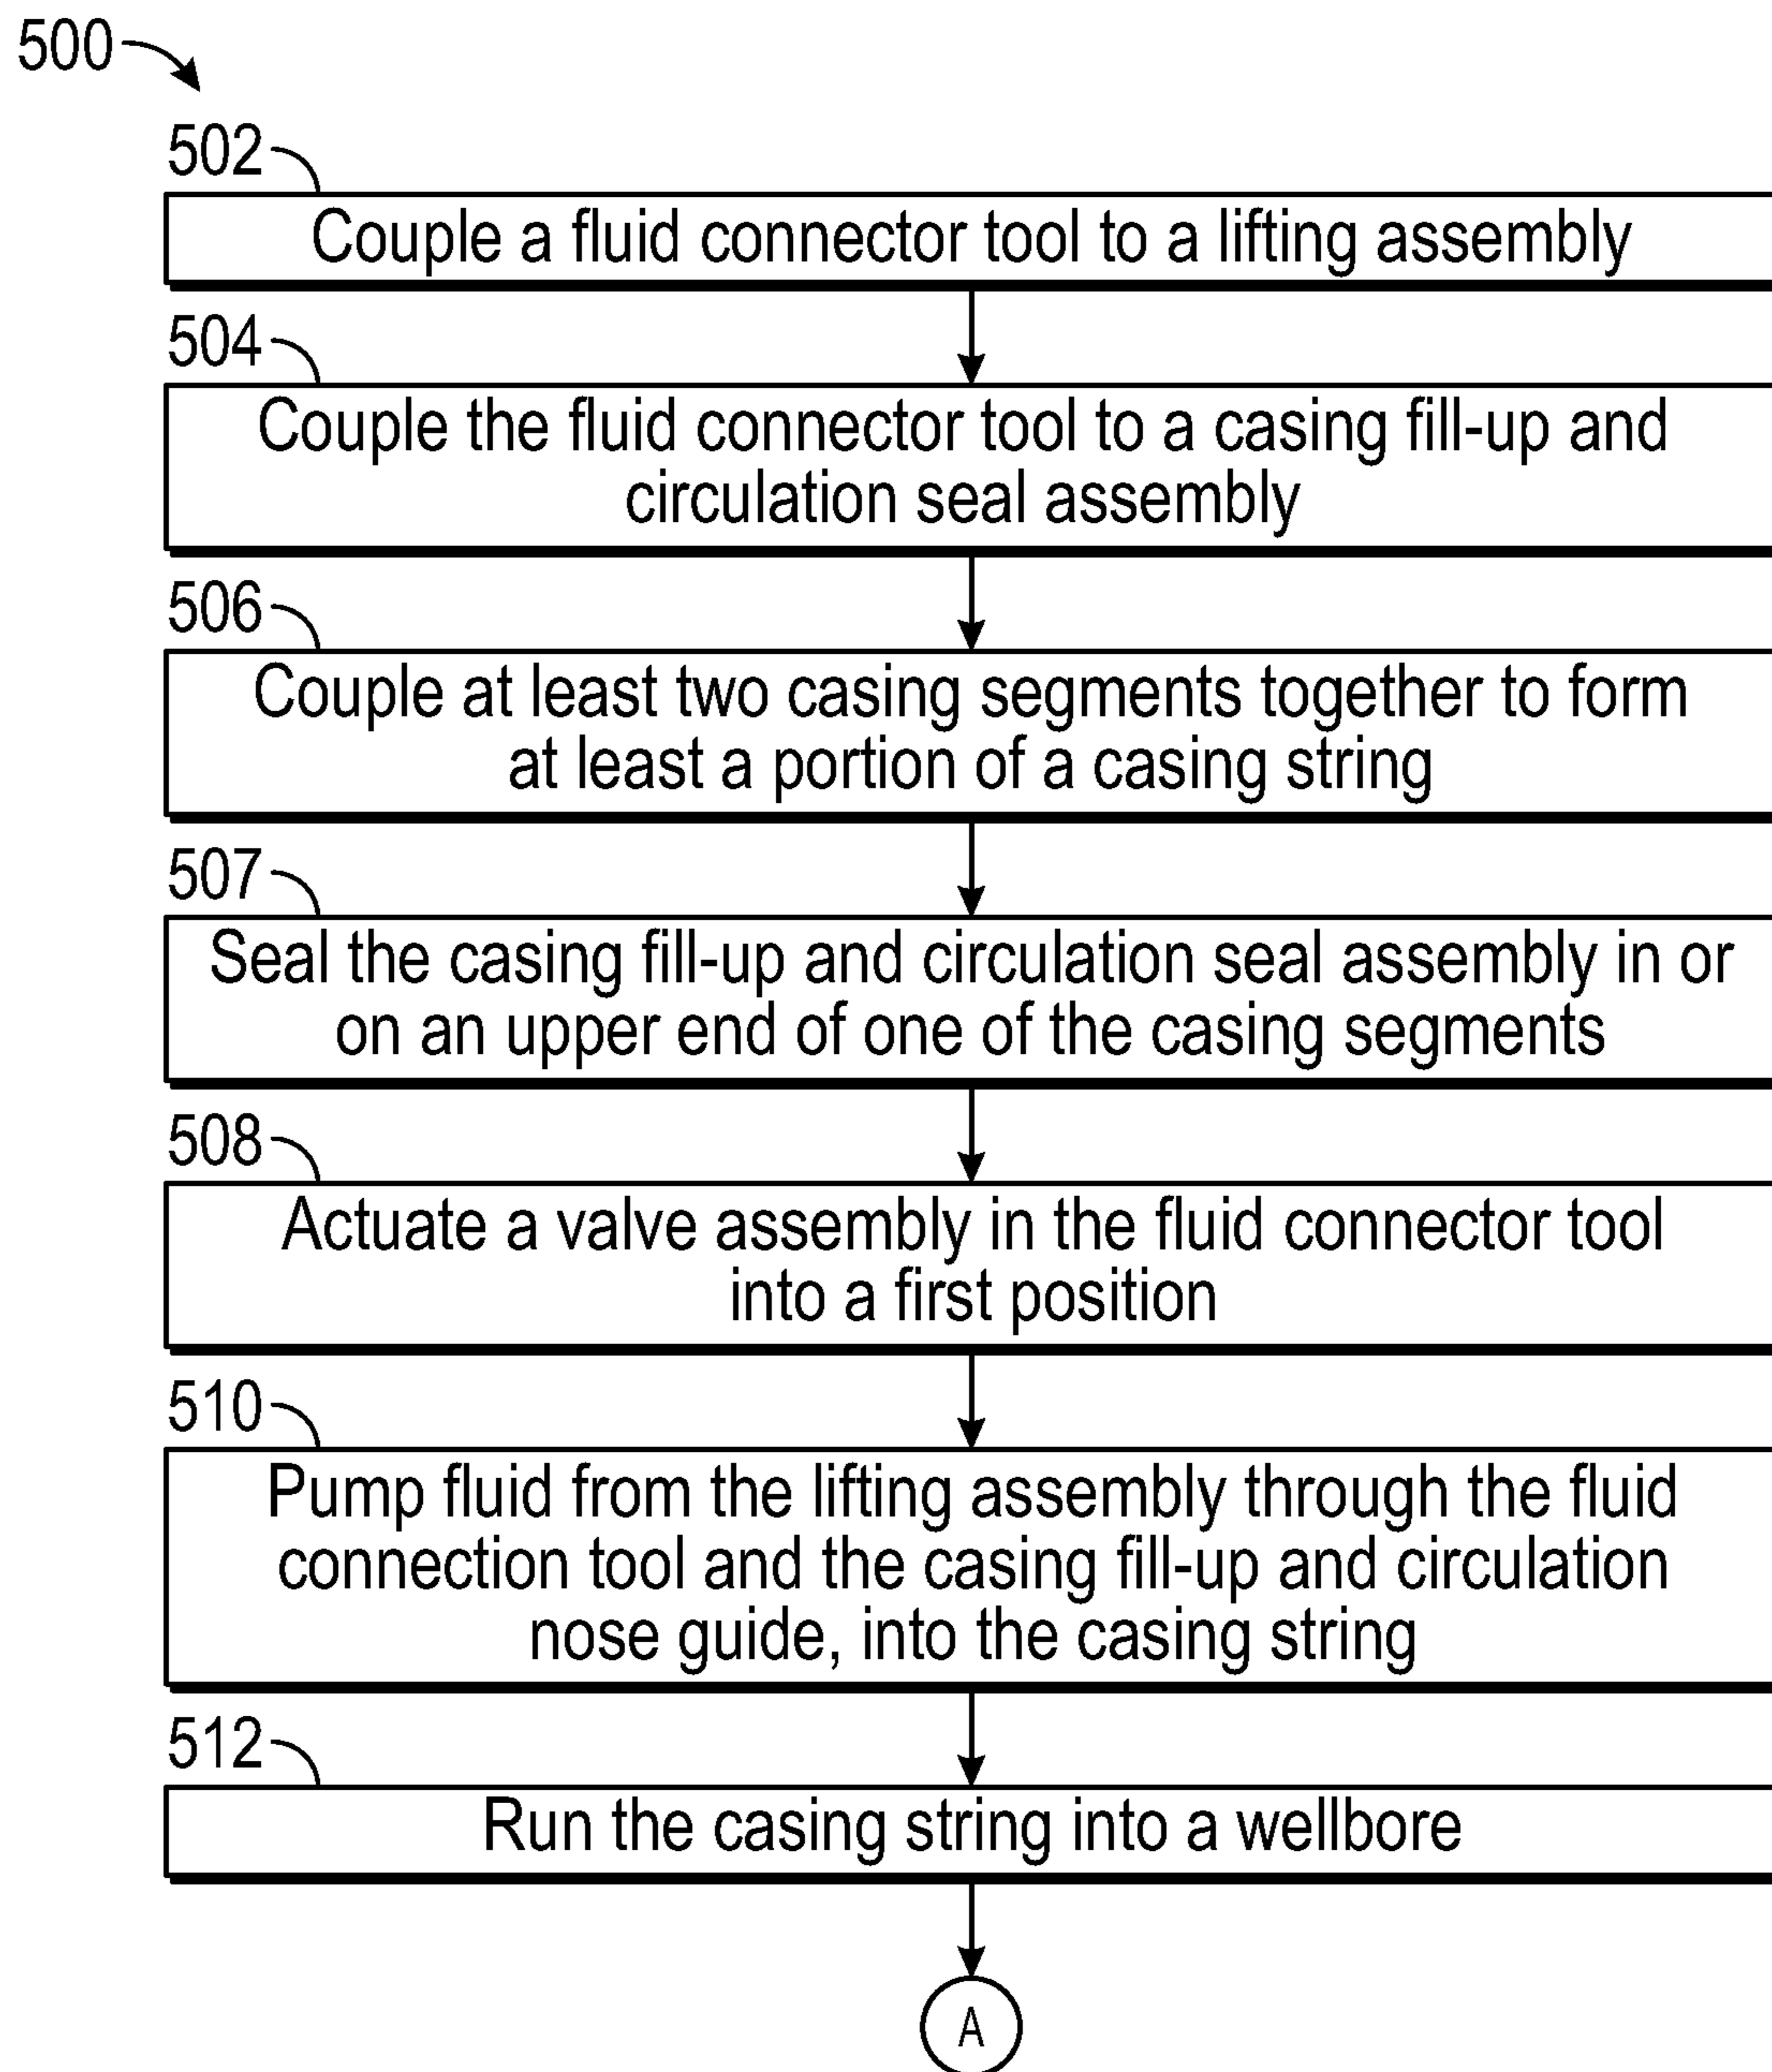 500
502
Couple a fluid connector tool to a lifting assembly
504
Couple the fluid connector tool to a casing fill-up and
circulation seal assembly
506
Couple at least two casing segments together to form
at least a portion of a casing string
507
Seal the casing fill-up and circulation seal assembly in or
on an upper end of one of the casing segments
508
Actuate a valve assembly in the fluid connector tool
into a first position
510
Pump fluid from the lifting assembly through the fluid
connection tool and the casing fill-up and circulation
nose guide, into the casing string
512
Run the casing string into a wellbore
A